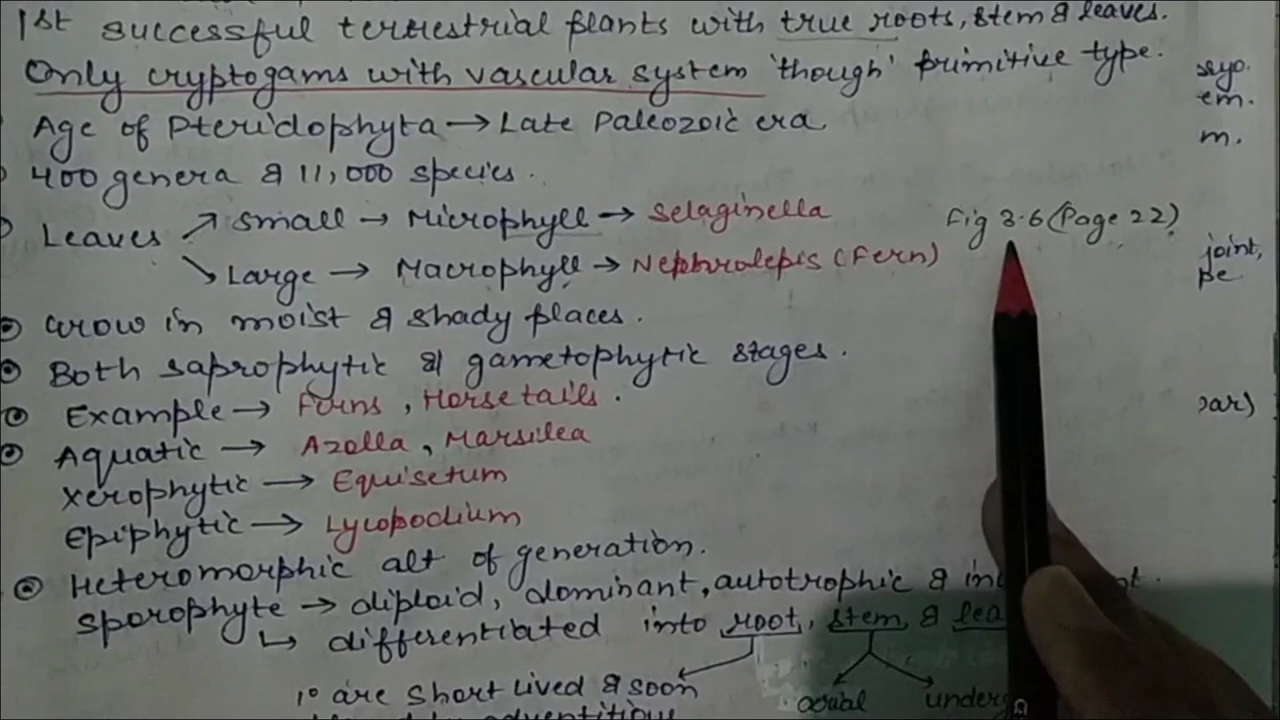 1st successful terrestrial plants with true roots, stem & leaves.
Only cryptogams with vascular system 'though' primitive type.
Age of Pteridophyta → Late Paleozoic era.
400 genera & 11,000 species.
Leaves ↗ Small → Microphyll → Selaginella
↘ Large → Macrophyll → Nephrolepis (Fern)
Fig 3.6 (Page 22)
Grow in moist & shady places.
Both saprophytic & gametophytic stages.
Example → Ferns, Horsetails.
Aquatic → Azolla, Marsilea
Xerophytic → Equisetum
Epiphytic → Lycopodium
Heteromorphic alt of generation.
Sporophyte → diploid, dominant, autotrophic &
↳ differentiated into root, stem, &
1° are short lived & soon
aerial
adventitious
em.
m.
joint,